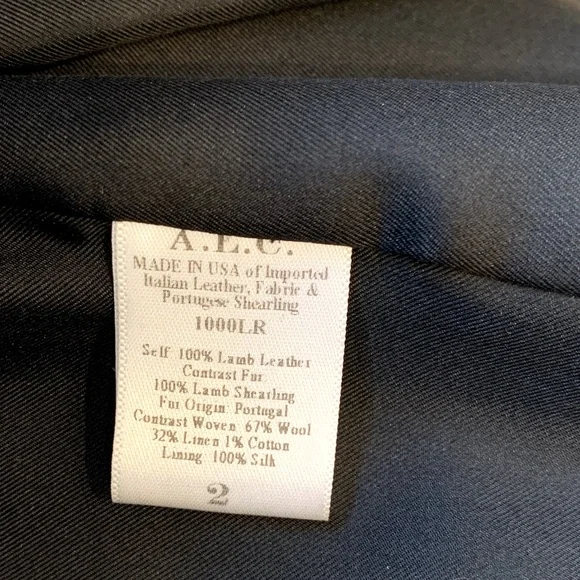 A.E.C.
MADE IN USA of Imported
Italian Leather, Fabric &
Portugese Shearling
1000LR
Self 100% Lamb Leather
Contrast Fur
100% Lamb Shearling
Fur Origin: Portugal
Contrast Woven 67% Wool
32% Linen 1% Cotton
Lining 100% Silk
2